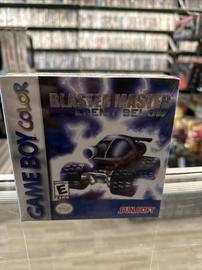 GAME BOY COLOR
BLASTER MASTER
ENEMY BELOW
E
SUNSOFT